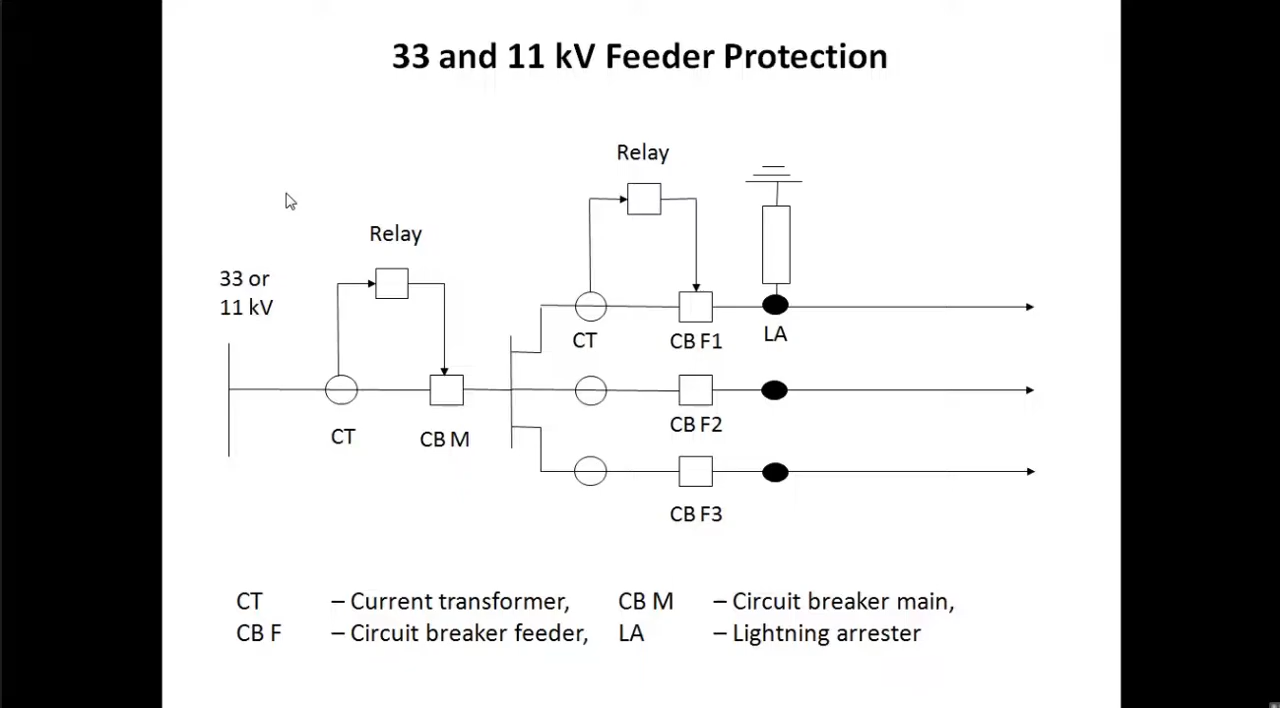 33 and 11 kV Feeder Protection
Relay
Relay
33 or
11 kV
CT
CB F1
LA
CB F2
CT
CB M
CB F3
CT – Current transformer, CB M – Circuit breaker main,
CB F – Circuit breaker feeder, LA – Lightning arrester